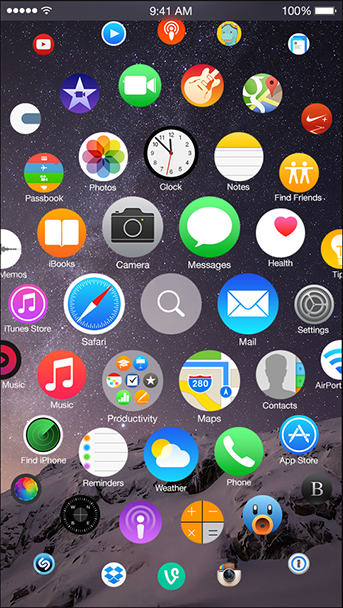 9:41 AM 100%
Passbook Photos Clock Notes Find Friends
Memos iBooks Camera Messages Health Tip
iTunes Store Safari Mail Settings
280
Music Music Productivity Maps Contacts AirPor
Find iPhone Reminders Weather Phone App Store
B